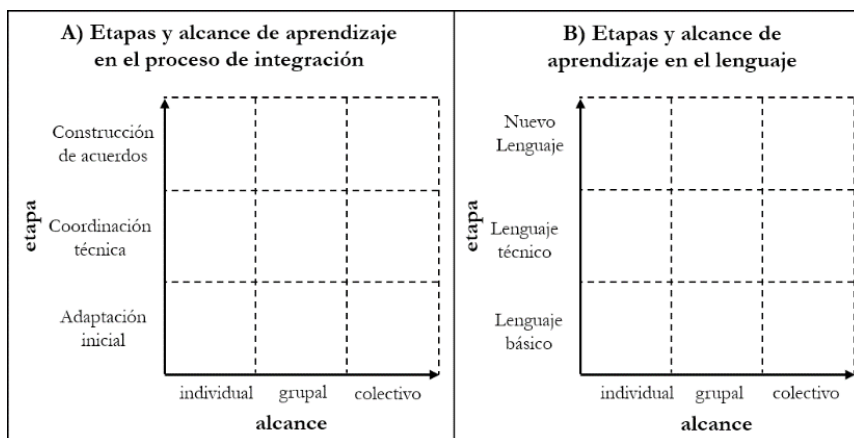 A) Etapas y alcance de aprendizaje
en el proceso de integración
Construcción
de acuerdos
Coordinación
técnica
Adaptación
inicial
etapa
individual grupal colectivo
alcance
B) Etapas y alcance de
aprendizaje en el lenguaje
Nuevo
Lenguaje
Lenguaje
técnico
Lenguaje
básico
etapa
individual grupal colectivo
alcance